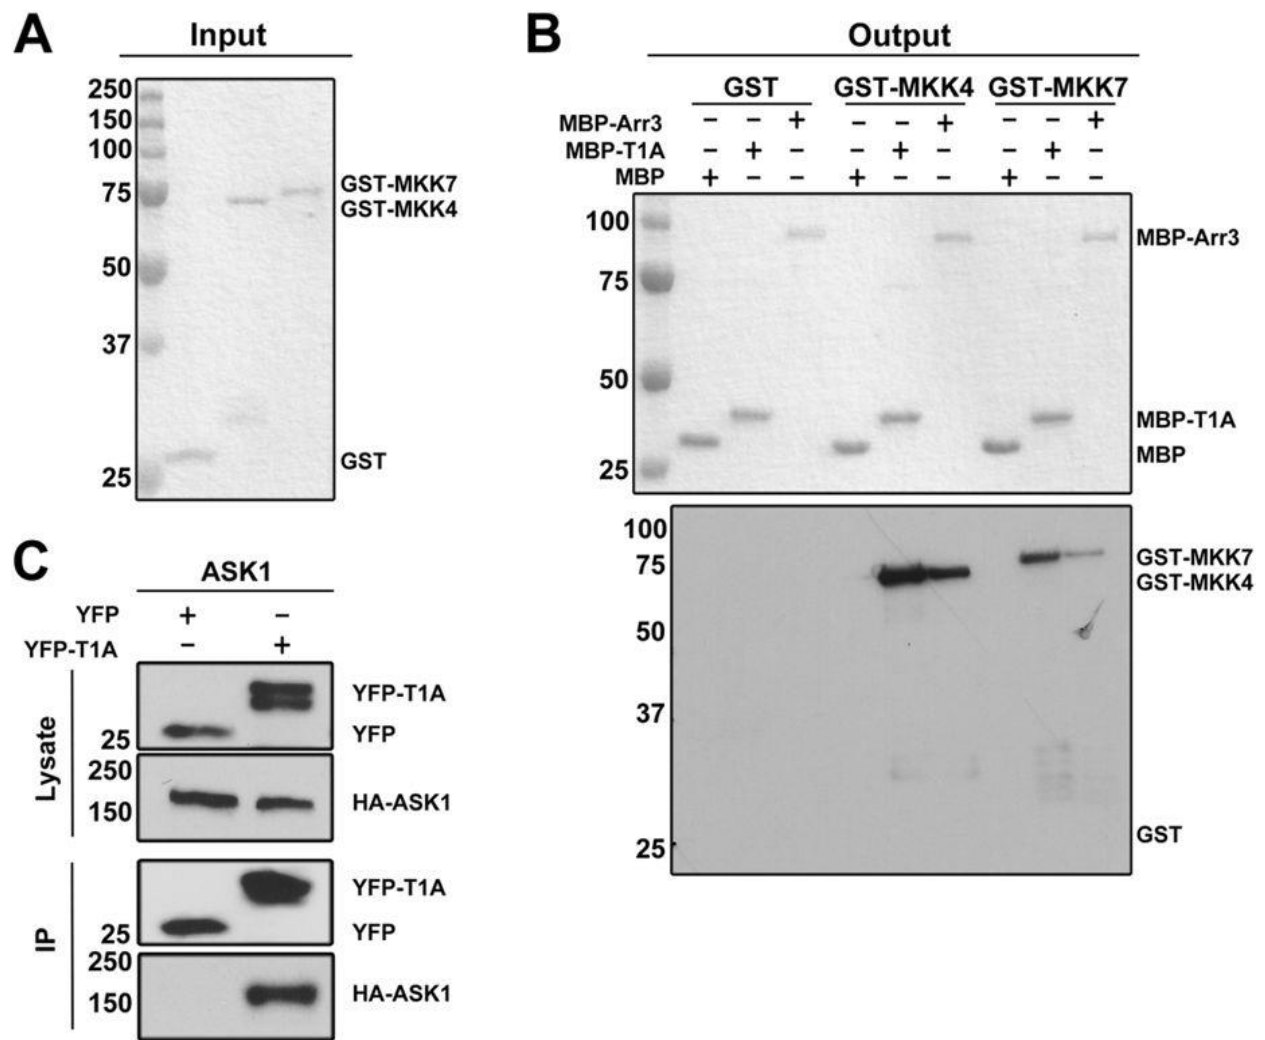 A
Input
250
150
100
75
50
37
25
GST-MKK7
GST-MKK4
GST
B
Output
GST GST-MKK4 GST-MKK7
MBP-Arr3 – – + – – + – – +
MBP-T1A – + – – + – – + –
MBP + – – + – – + – –
100
75
50
25
MBP-Arr3
MBP-T1A
MBP
100
75
50
37
25
GST-MKK7
GST-MKK4
GST
C
ASK1
YFP + –
YFP-T1A – +
Lysate
25
YFP-T1A
YFP
250
150
HA-ASK1
IP
25
YFP-T1A
YFP
250
150
HA-ASK1